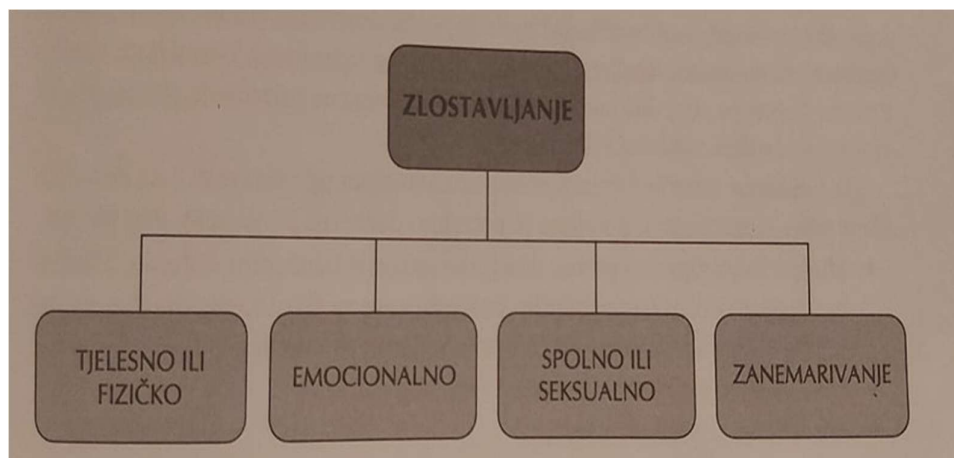 ZLOSTAVLJANJE
TJELESNO ILI
FIZIČKO
EMOCIONALNO
SPOLNO ILI
SEKSUALNO
ZANEMARIVANJE